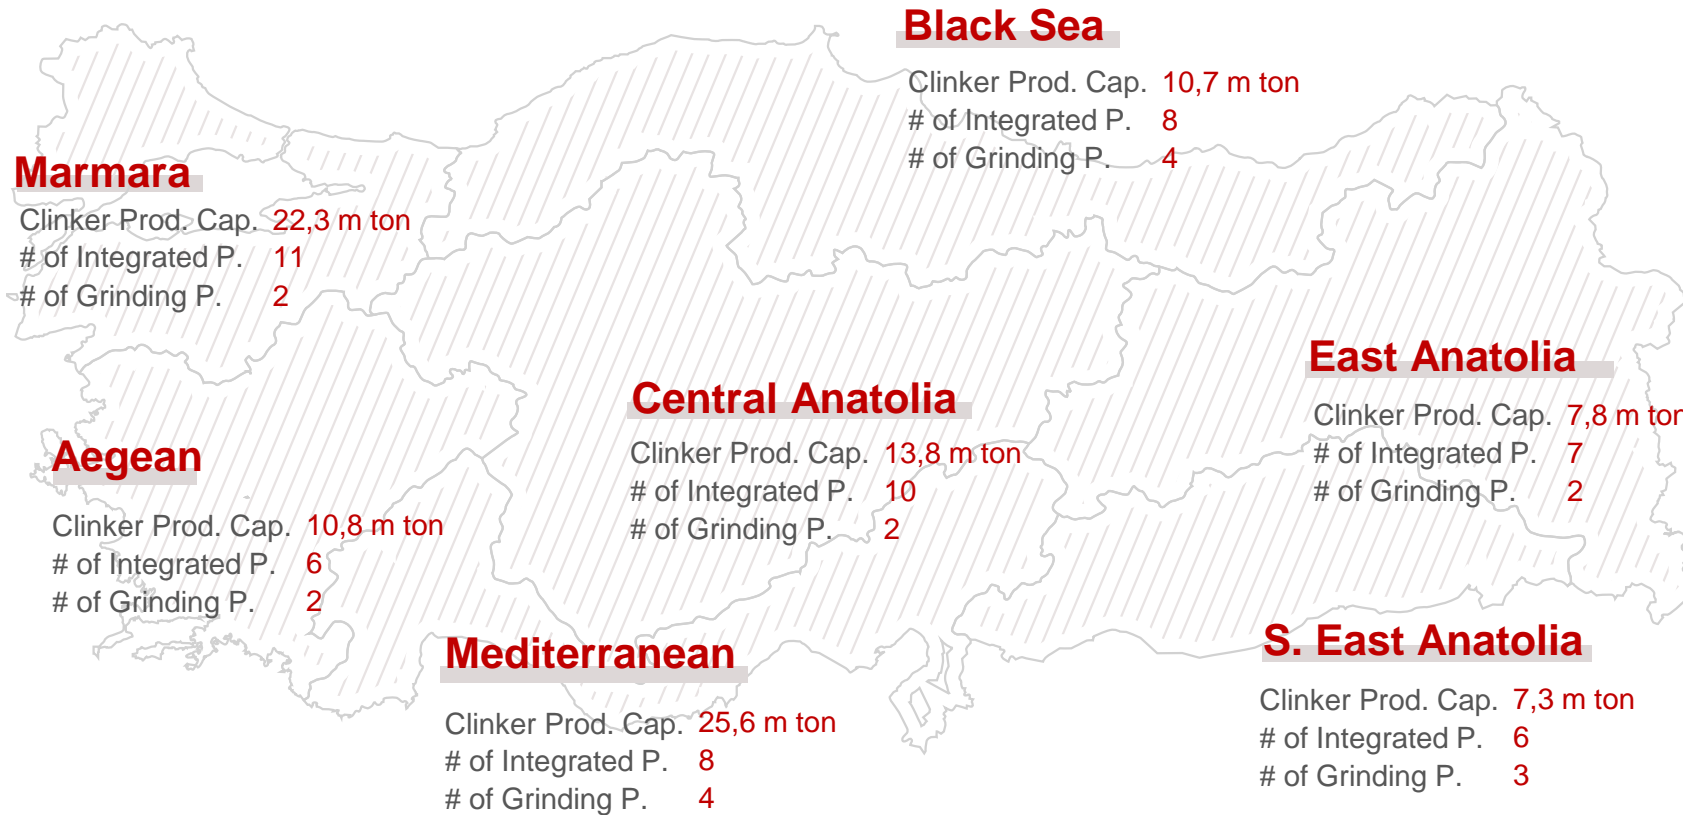 Black Sea
Clinker Prod. Cap. 10,7 m ton
# of Integrated P. 8
# of Grinding P. 4
Marmara
Clinker Prod. Cap. 22,3 m ton
# of Integrated P. 11
# of Grinding P. 2
East Anatolia
Clinker Prod. Cap. 7,8 m ton
# of Integrated P. 7
# of Grinding P. 2
Central Anatolia
Clinker Prod. Cap. 13,8 m ton
# of Integrated P. 10
# of Grinding P. 2
Aegean
Clinker Prod. Cap. 10,8 m ton
# of Integrated P. 6
# of Grinding P. 2
Mediterranean
Clinker Prod. Cap. 25,6 m ton
# of Integrated P. 8
# of Grinding P. 4
S. East Anatolia
Clinker Prod. Cap. 7,3 m ton
# of Integrated P. 6
# of Grinding P. 3